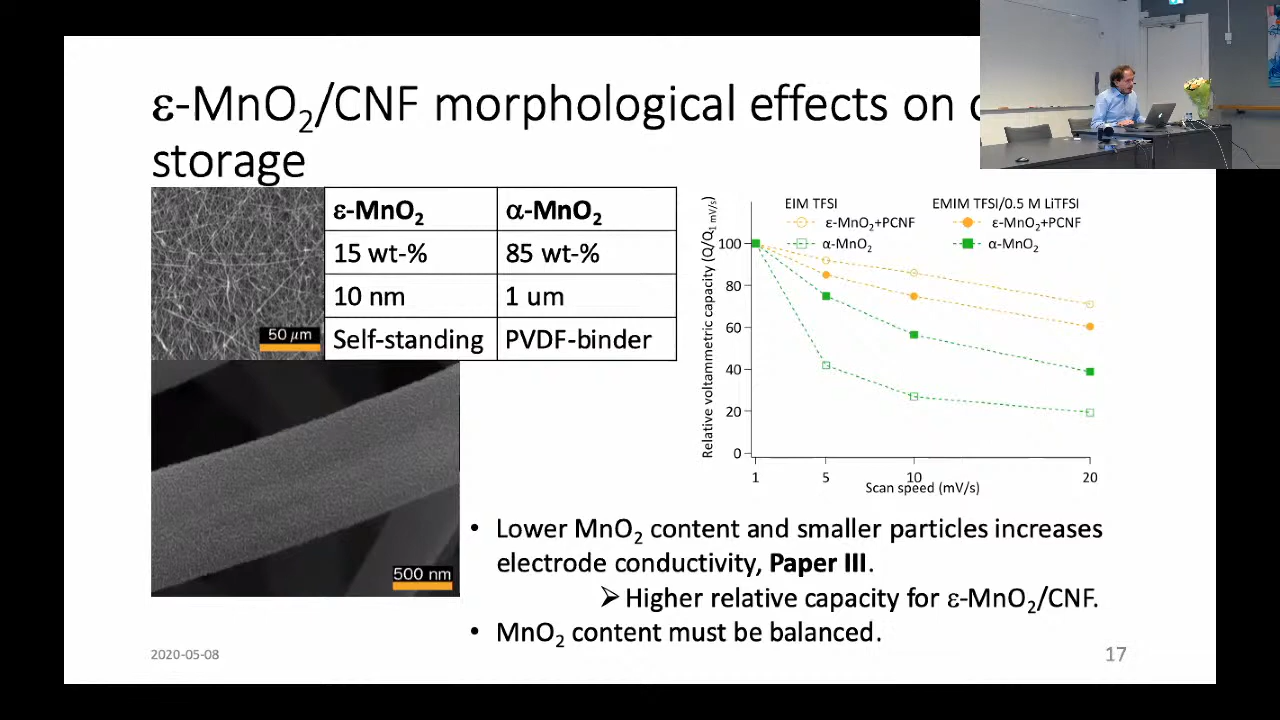 ε-MnO₂/CNF morphological effects on
storage
ε-MnO₂ α-MnO₂
15 wt-% 85 wt-%
10 nm 1 um
Self-standing PVDF-binder
50 μm
500 nm
EIM TFSI EMIM TFSI/0.5 M LiTFSI
ε-MnO₂+PCNF ε-MnO₂+PCNF
α-MnO₂ α-MnO₂
Relative voltammetric capacity (Q/Q₁ mV/s)
100
80
60
40
20
0
1 5 10 20
Scan speed (mV/s)
• Lower MnO₂ content and smaller particles increases
electrode conductivity, Paper III.
➢ Higher relative capacity for ε-MnO₂/CNF.
• MnO₂ content must be balanced.
2020-05-08
17